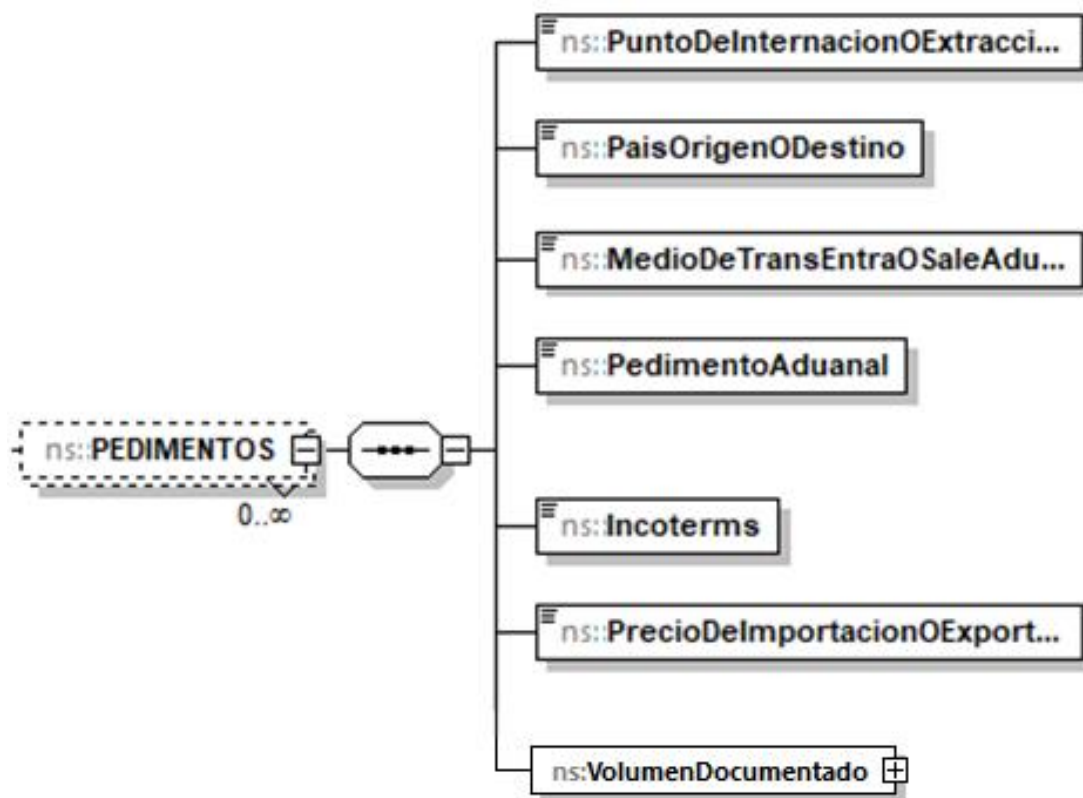 ns::PuntoDeInternacionOExtracci...
ns::PaisOrigenODestino
ns::MedioDeTransEntraOSaleAdu...
ns::PedimentoAduanal
ns::PEDIMENTOS
0..∞
ns::Incoterms
ns::PrecioDeImportacionOExport...
ns:VolumenDocumentado